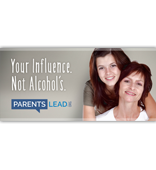 Your Influence.
Not Alcohol's.
PARENTS LEAD